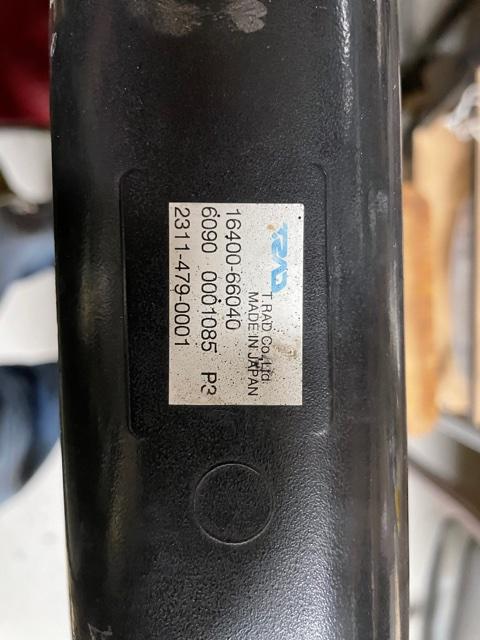 TRAD
T.RAD Co.,Ltd.
MADE IN JAPAN
16400-66040
6090 0001085 P3
2311-479-0001